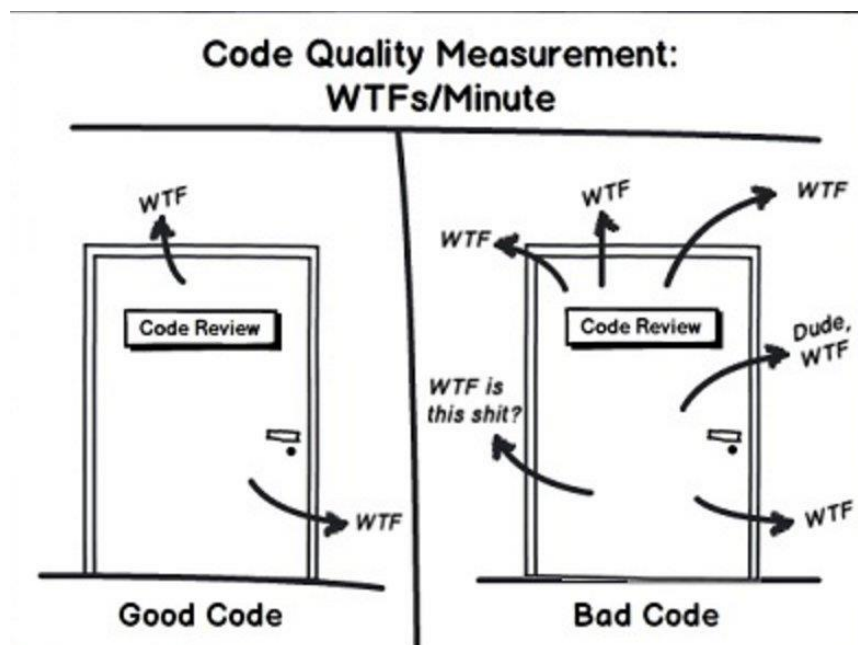 Code Quality Measurement:
WTFs/Minute
WTF
Code Review
WTF
Good Code
WTF
WTF
WTF
Code Review
Dude,
WTF
WTF is
this shit?
WTF
Bad Code